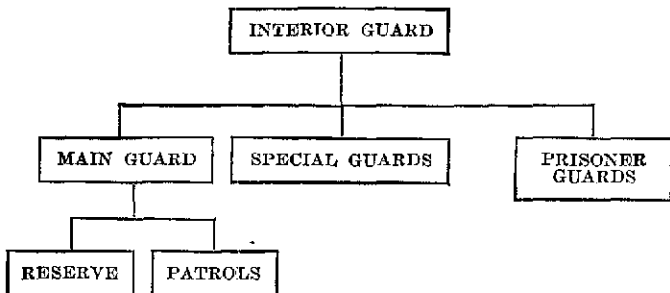 INTERIOR GUARD
MAIN GUARD
SPECIAL GUARDS
PRISONER
GUARDS
RESERVE
PATROLS